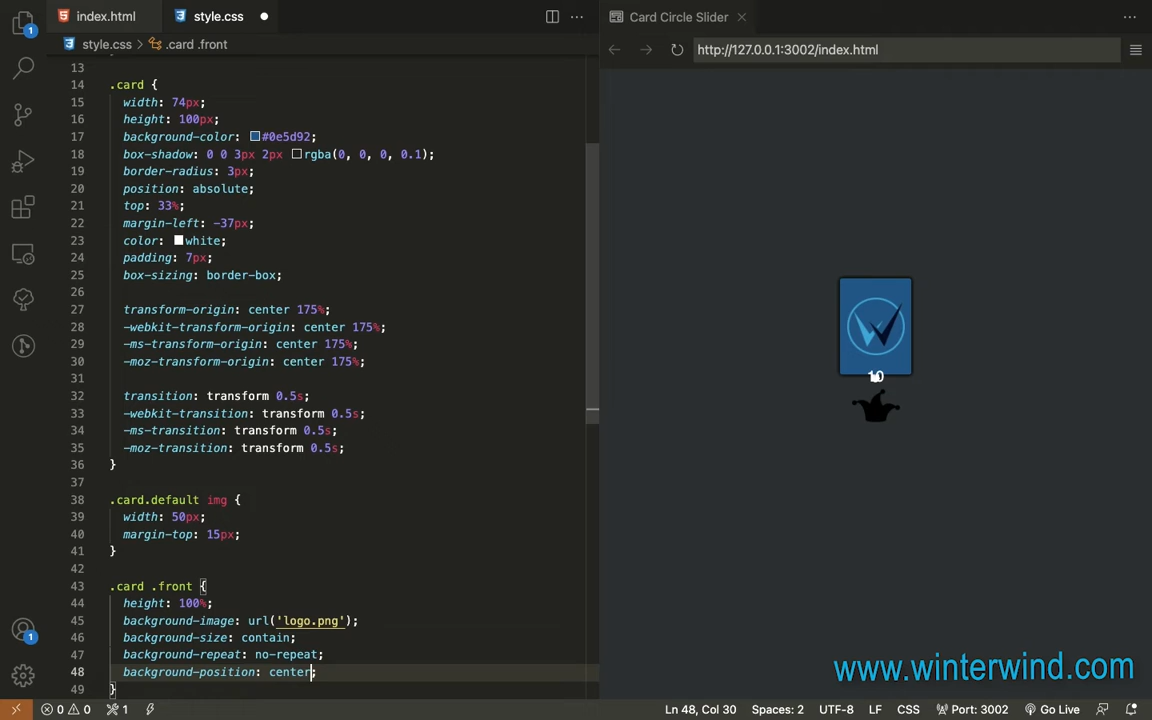 index.html
style.css
Card Circle Slider
style.css > .card .front
http://127.0.0.1:3002/index.html
13
14 .card {
15 width: 74px;
16 height: 100px;
17 background-color: #0e5d92;
18 box-shadow: 0 0 3px 2px rgba(0, 0, 0, 0.1);
19 border-radius: 3px;
20 position: absolute;
21 top: 33%;
22 margin-left: -37px;
23 color: white;
24 padding: 7px;
25 box-sizing: border-box;
26
27 transform-origin: center 175%;
28 -webkit-transform-origin: center 175%;
29 -ms-transform-origin: center 175%;
30 -moz-transform-origin: center 175%;
31
32 transition: transform 0.5s;
33 -webkit-transition: transform 0.5s;
34 -ms-transition: transform 0.5s;
35 -moz-transition: transform 0.5s;
36 }
37
38 .card.default img {
39 width: 50px;
40 margin-top: 15px;
41 }
42
43 .card .front {
44 height: 100%;
45 background-image: url('logo.png');
46 background-size: contain;
47 background-repeat: no-repeat;
48 background-position: center;
49 }
1
1
www.winterwind.com
0 0 1
Ln 48, Col 30 Spaces: 2 UTF-8 LF CSS Port: 3002 Go Live